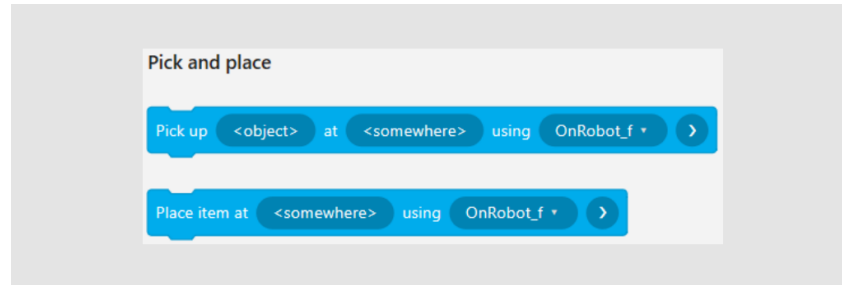 Pick and place
Pick up <object> at <somewhere> using OnRobot_f
Place item at <somewhere> using OnRobot_f